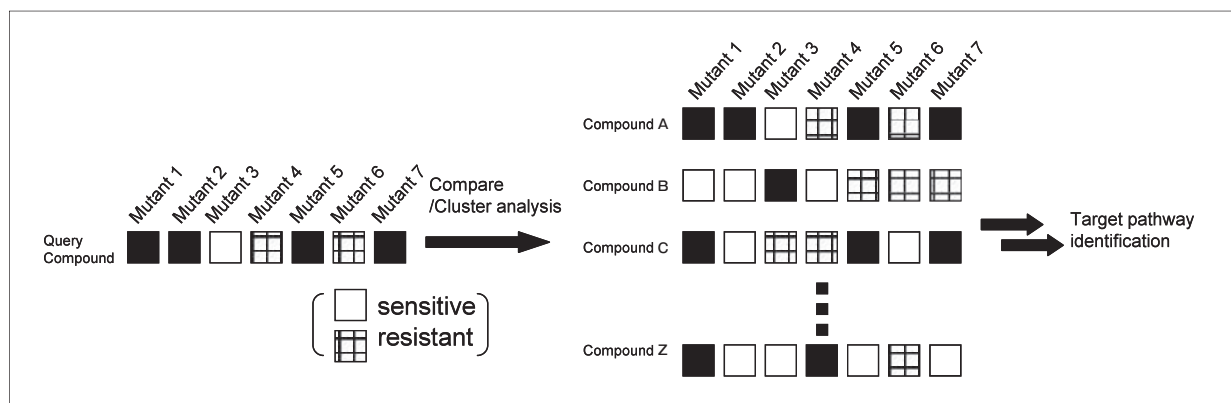 Mutant 1
Mutant 2
Mutant 3
Mutant 4
Mutant 5
Mutant 6
Mutant 7
Query
Compound
Compare
/Cluster analysis
sensitive
resistant
Mutant 1
Mutant 2
Mutant 3
Mutant 4
Mutant 5
Mutant 6
Mutant 7
Compound A
Compound B
Compound C
Compound Z
Target pathway
identification